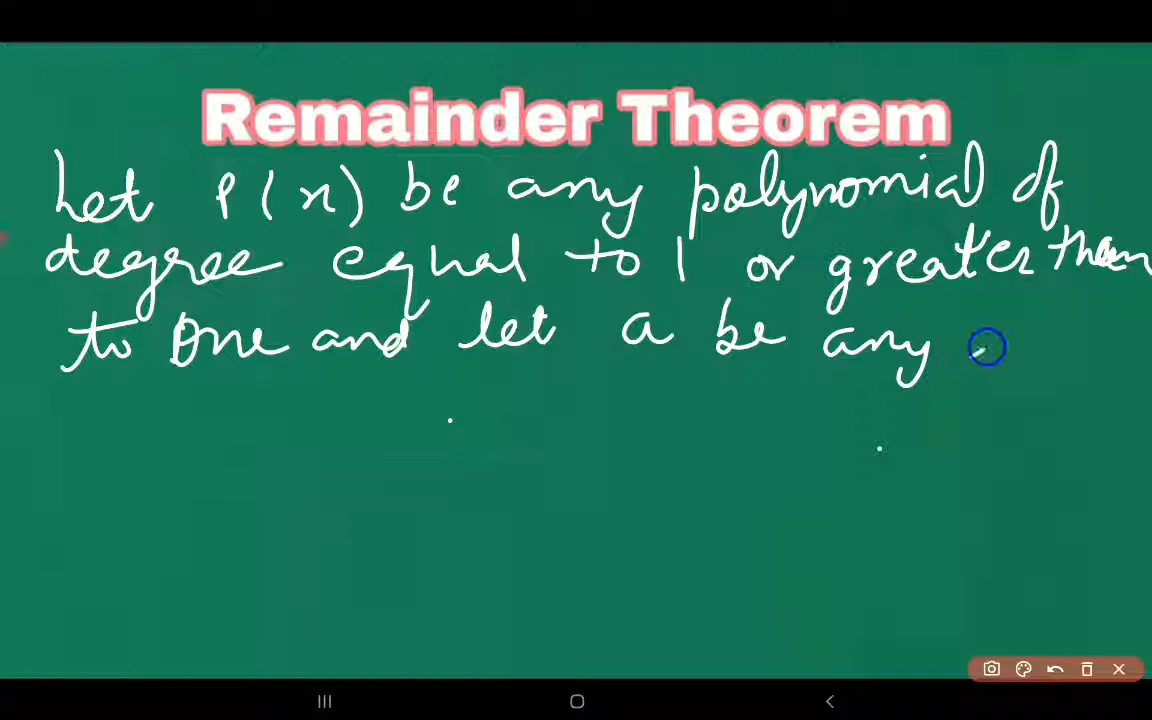 Remainder Theorem
Let P(x) be any polynomial of
degree equal to 1 or greater than
to One and let a be any